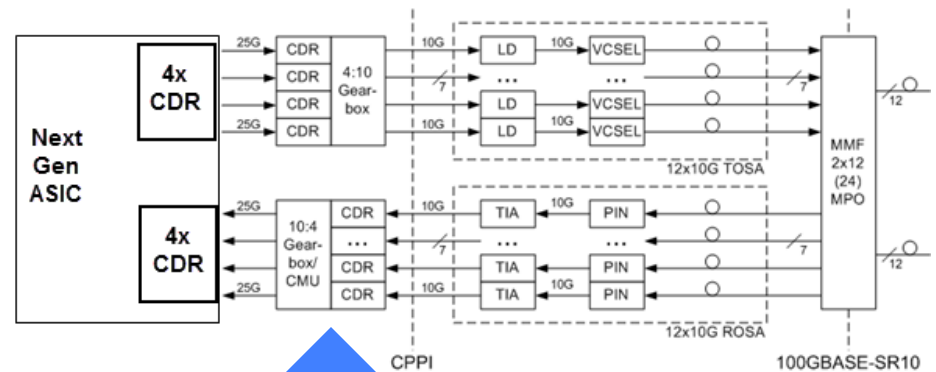 Next
Gen
ASIC
4x
CDR
25G
25G
CDR
CDR
CDR
CDR
4:10
Gear-
box
10G
7
10G
LD
...
LD
LD
10G
10G
VCSEL
...
VCSEL
VCSEL
7
12x10G TOSA
MMF
2x12
(24)
MPO
12
12
4x
CDR
25G
25G
10:4
Gear-
box/
CMU
CDR
...
CDR
CDR
10G
7
10G
TIA
...
TIA
TIA
10G
10G
PIN
...
PIN
PIN
7
12x10G ROSA
CPPI
100GBASE-SR10